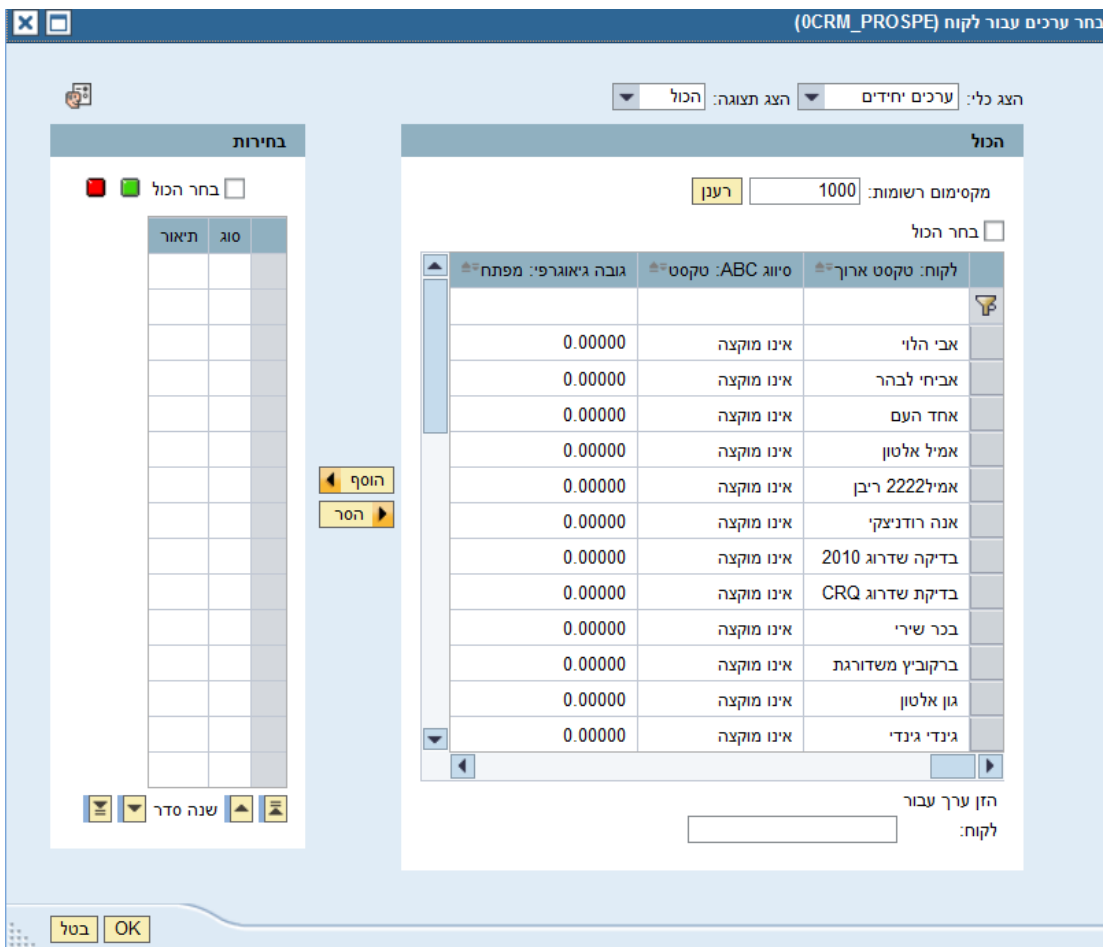 בחר ערכים עבור לקוח (0CRM_PROSPE)
הצג כלי: ערכים יחידים הצג תצוגה: הכול
הכול
מקסימום רשומות: 1000 רענן
בחר הכול
לקוח: טקסט ארוך סיווג ABC: טקסט גובה גיאוגרפי: מפתח
אבי הלוי אינו מוקצה 0.00000
אביחי לבהר אינו מוקצה 0.00000
אחד העם אינו מוקצה 0.00000
אמיל אלטון אינו מוקצה 0.00000
אמיל2222 ריבן אינו מוקצה 0.00000
אנה רודניצקי אינו מוקצה 0.00000
בדיקה שדרוג 2010 אינו מוקצה 0.00000
בדיקת שדרוג CRQ אינו מוקצה 0.00000
בכר שירי אינו מוקצה 0.00000
ברקוביץ משדורגת אינו מוקצה 0.00000
גון אלטון אינו מוקצה 0.00000
גינדי גינדי אינו מוקצה 0.00000
הזן ערך עבור
לקוח:
הוסף
הסר
בחירות
בחר הכול
סוג תיאור
שנה סדר
OK בטל